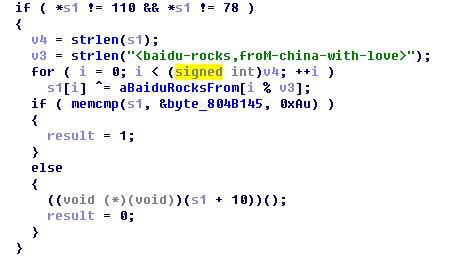 if ( *s1 != 110 && *s1 != 78 )
{
v4 = strlen(s1);
v3 = strlen("<baidu-rocks,froM-china-with-love>");
for ( i = 0; i < (signed int)v4; ++i )
s1[i] ^= aBaiduRocksFrom[i % v3];
if ( memcmp(s1, &byte_804B145, 0xAu) )
{
result = 1;
}
else
{
((void (*)(void))(s1 + 10))();
result = 0;
}
}